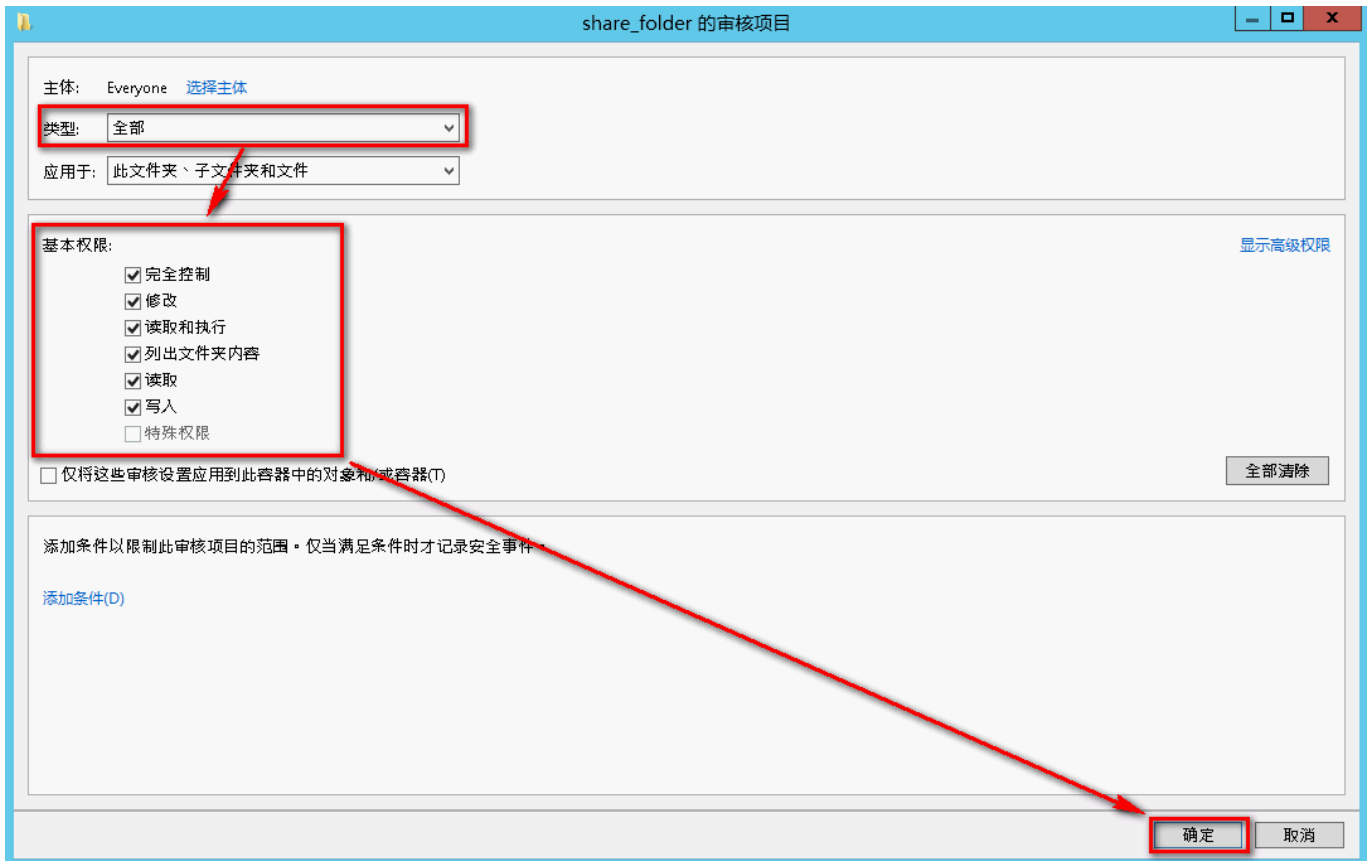 share_folder 的审核项目
主体: Everyone 选择主体
类型: 全部
应用于: 此文件夹、子文件夹和文件
基本权限: 显示高级权限
完全控制
修改
读取和执行
列出文件夹内容
读取
写入
特殊权限
仅将这些审核设置应用到此容器中的对象和/或容器(T) 全部清除
添加条件以限制此审核项目的范围。仅当满足条件时才记录安全事件。
添加条件(D)
确定 取消